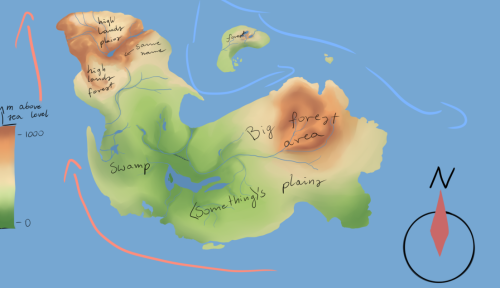 high
lands
plains
same
name
high
lands
forest
forest
m above
sea level
1000
0
Big forest
area
Swamp
(Something)'s plains
N